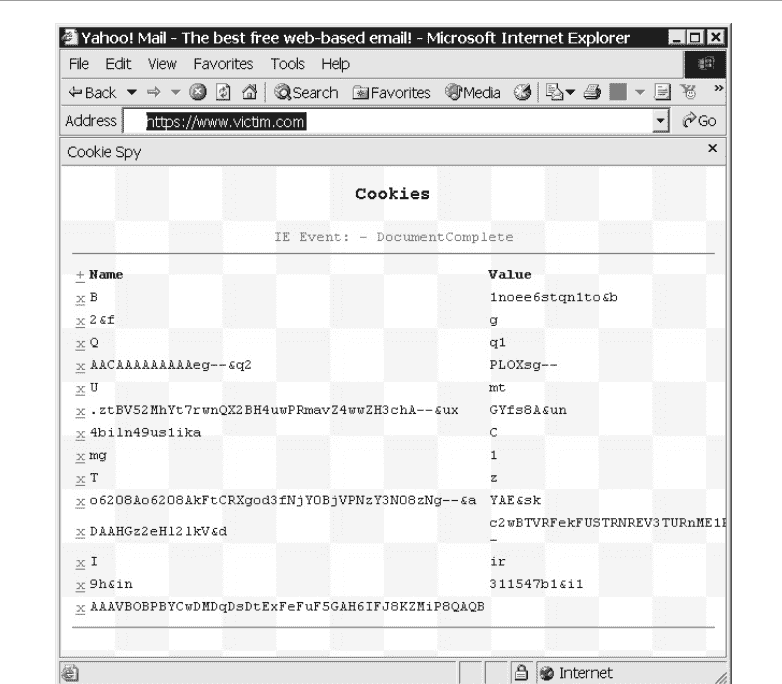 Yahoo! Mail - The best free web-based email! - Microsoft Internet Explorer
File Edit View Favorites Tools Help
Back Search Favorites Media »
Address https://www.victim.com Go
Cookie Spy x
Cookies
IE Event: - DocumentComplete
+ Name Value
x B 1noee6stqn1to&b
x 2&f g
x Q q1
x AACAAAAAAAAAeg--&q2 PLOXsg--
x U mt
x .ztBV52MhYt7rwnQX2BH4uwPRmavZ4wwZH3chA--&ux GYfs8A&un
x 4biln49us1ika C
x mg 1
x T z
x o6208Ao6208AkFtCRXgod3fNjYOBjVPNzY3NO8zNg--&a YAE&sk
x DAAHGz2eHl2lkV&d c2wBTVRFekFUSTRNREV3TURnME1F
-
x I ir
x 9h&in 311547b1&i1
x AAAVBOBPBYCwDMDqDsDtExFeFuF5GAH6IFJ8KZMiP8QAQB
Internet